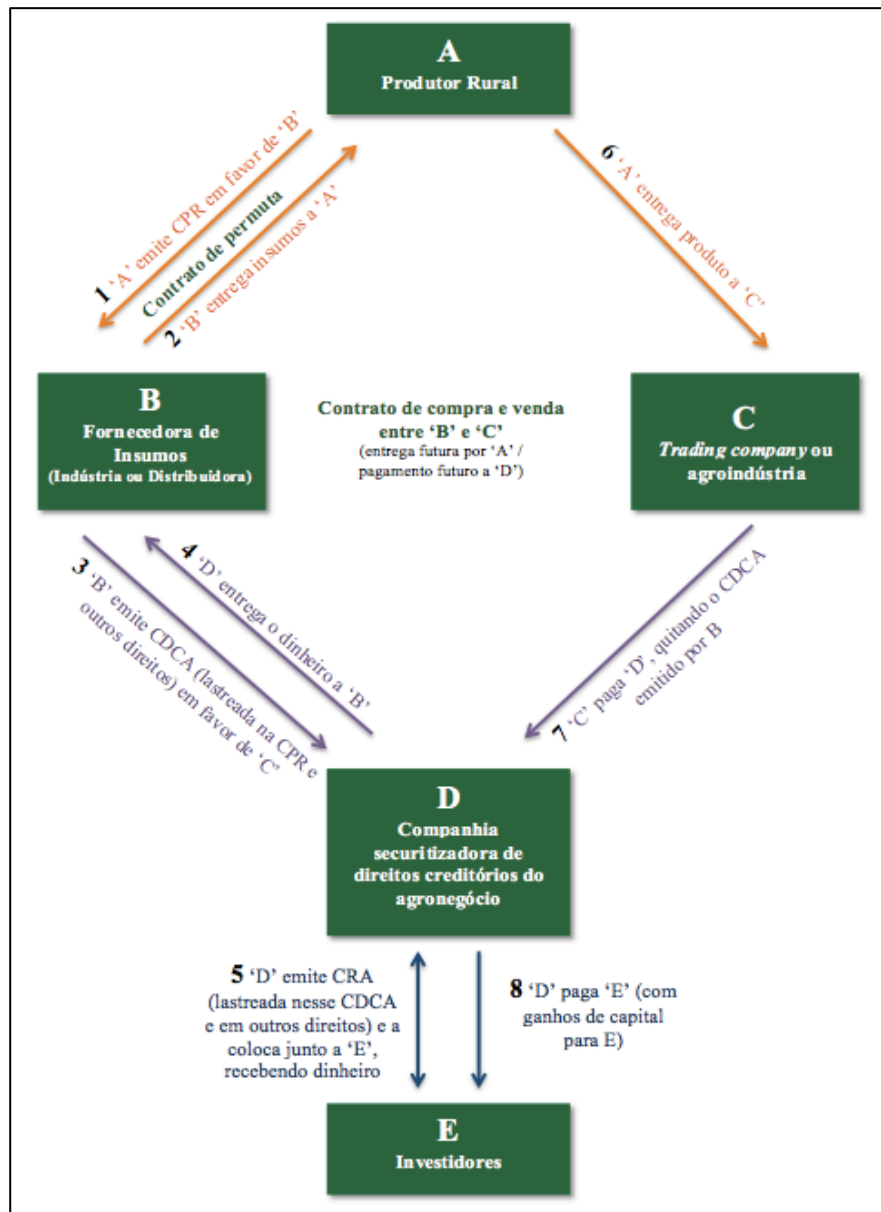 A
Produtor Rural
1 ‘A’ emite CPR em favor de ‘B’
Contrato de permuta
2 ‘B’ entrega insumos a ‘A’
6 ‘A’ entrega produto a ‘C’
B
Fornecedora de
Insumos
(Indústria ou Distribuidora)
Contrato de compra e venda
entre ‘B’ e ‘C’
(entrega futura por ‘A’ /
pagamento futuro a ‘D’)
C
Trading company ou
agroindústria
3 ‘B’ emite CDCA (lastreada na CPR e
outros direitos) em favor de ‘C’
4 ‘D’ entrega o dinheiro a ‘B’
7 ‘C’ paga ‘D’, quitando o CDCA
emitido por B
D
Companhia
securitizadora de
direitos creditórios do
agronegócio
5 ‘D’ emite CRA
(lastreada nesse CDCA
e em outros direitos) e a
coloca junto a ‘E’,
recebendo dinheiro
8 ‘D’ paga ‘E’ (com
ganhos de capital
para E)
E
Investidores